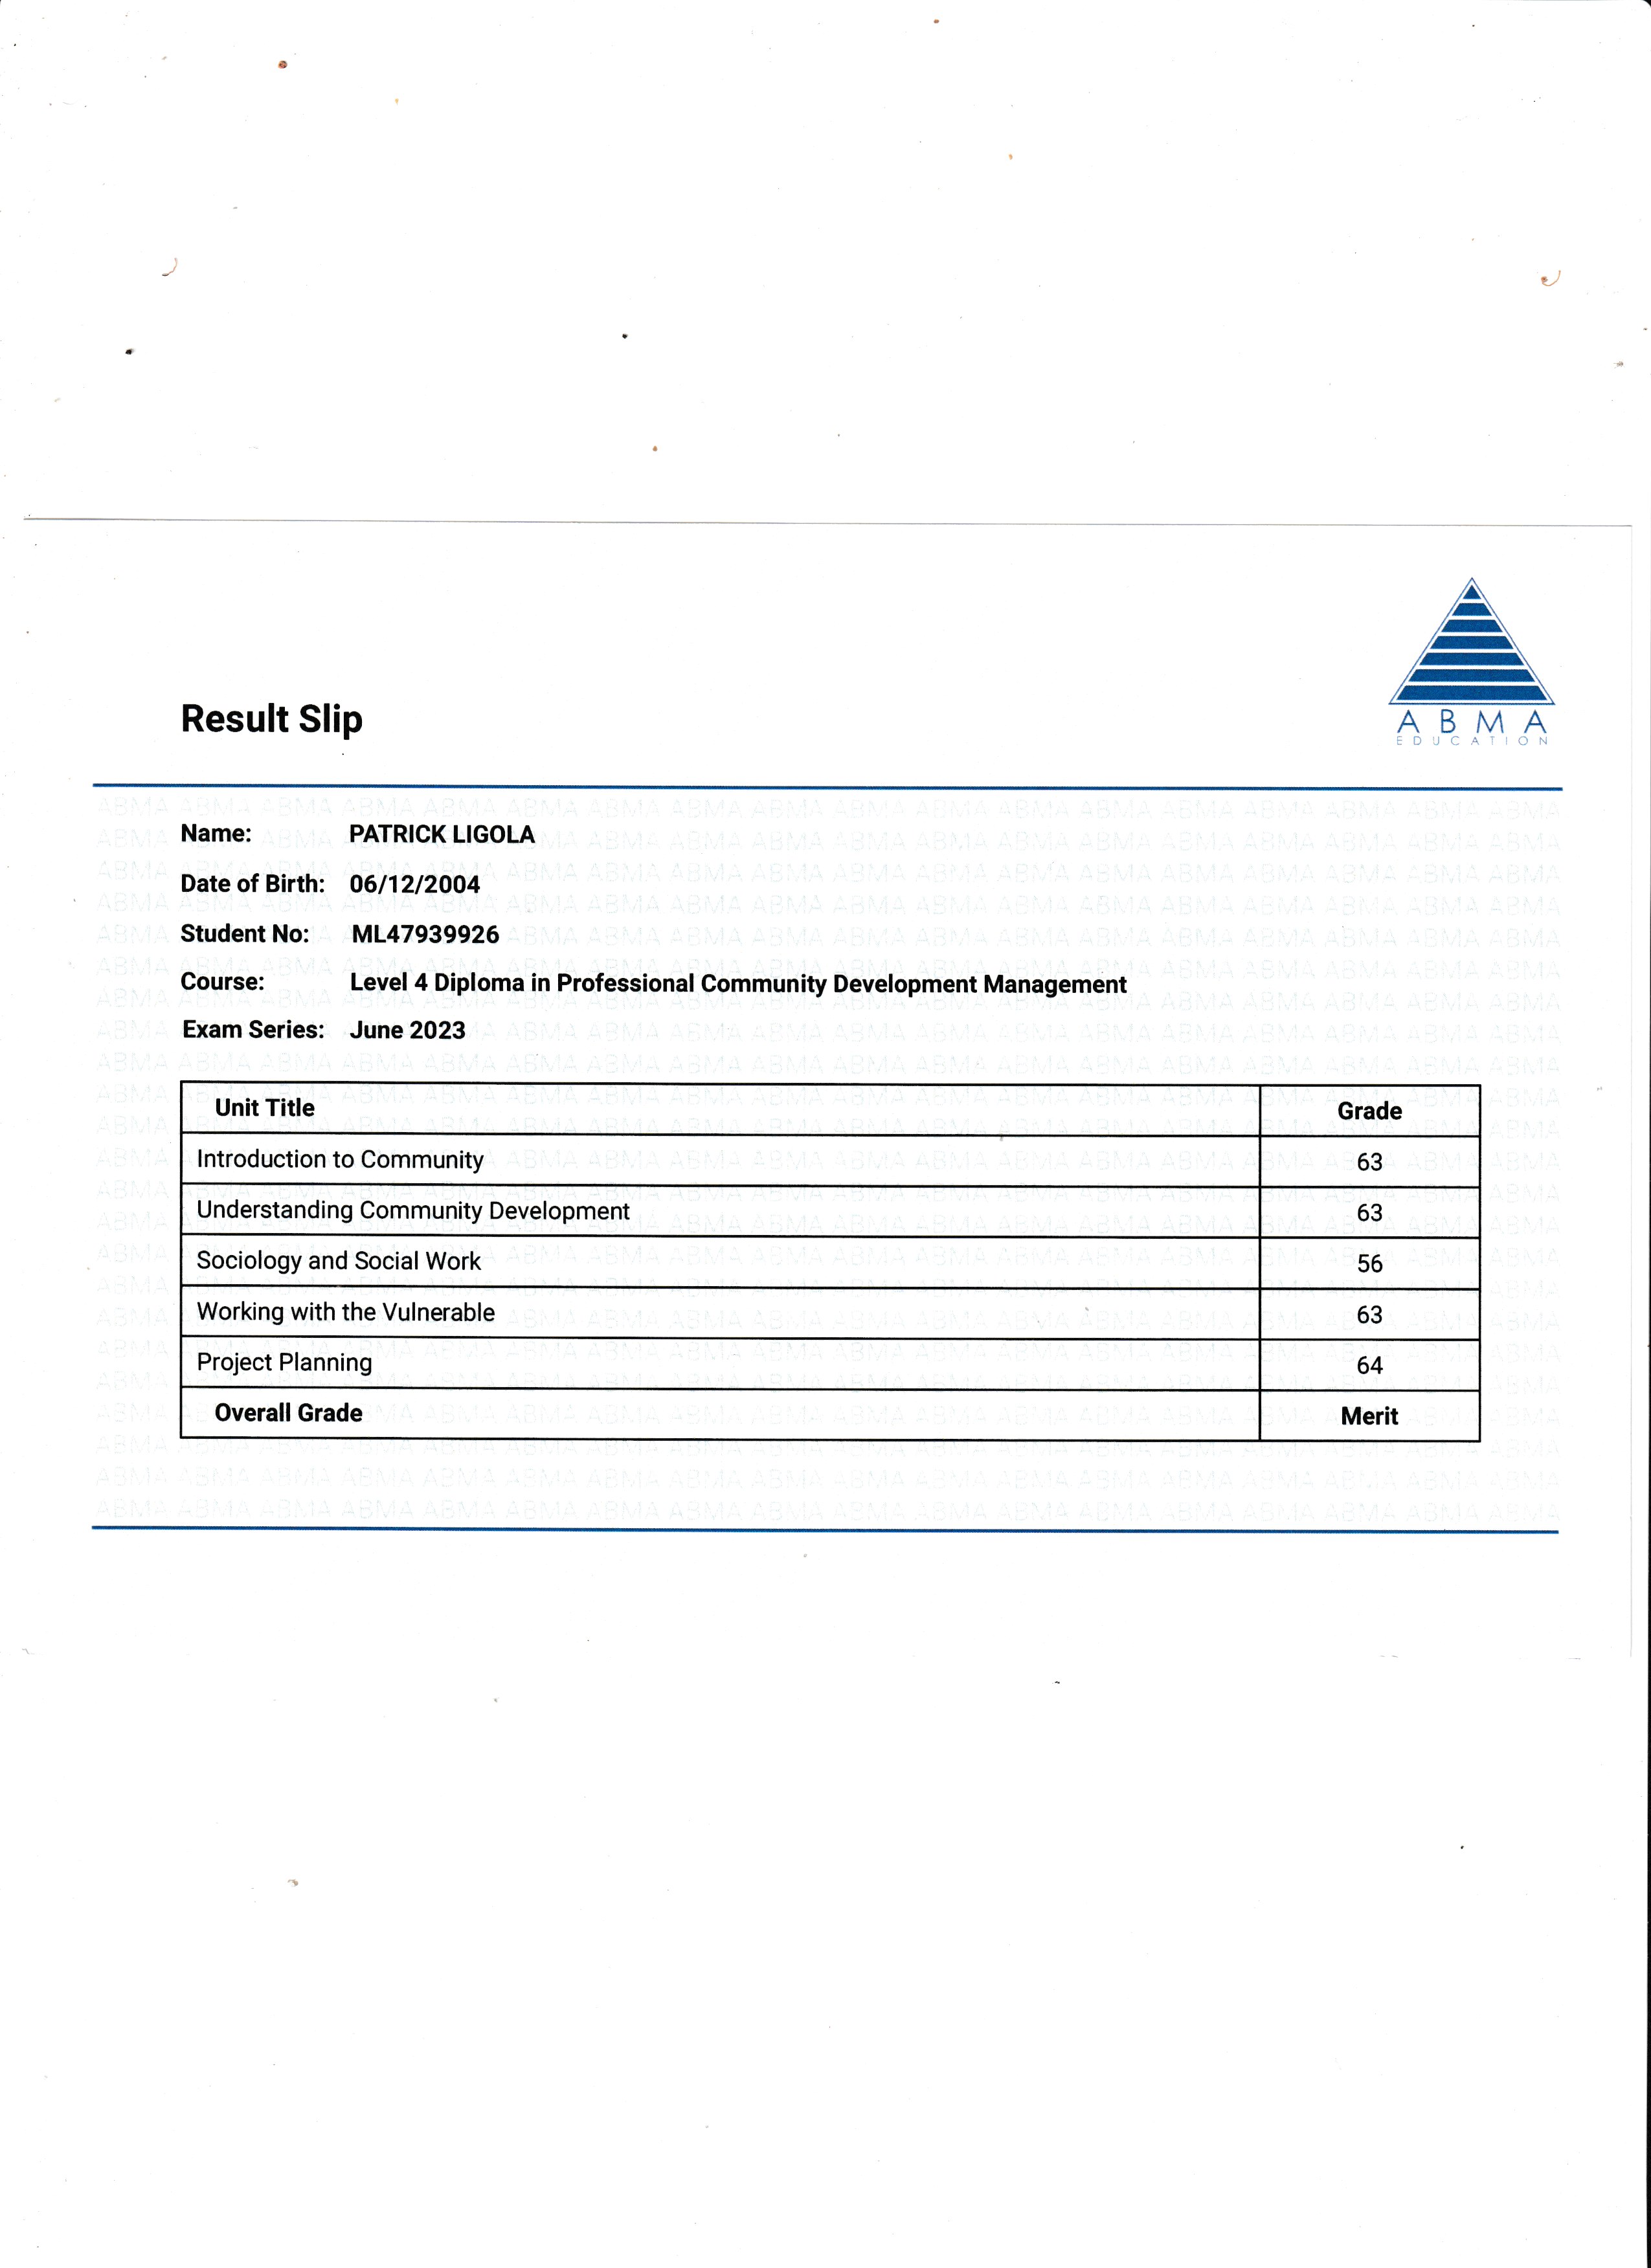 ABMA
EDUCATION
Result Slip
Name: PATRICK LIGOLA
Date of Birth: 06/12/2004
Student No: ML47939926
Course: Level 4 Diploma in Professional Community Development Management
Exam Series: June 2023
Unit Title Grade
Introduction to Community 63
Understanding Community Development 63
Sociology and Social Work 56
Working with the Vulnerable 63
Project Planning 64
Overall Grade Merit